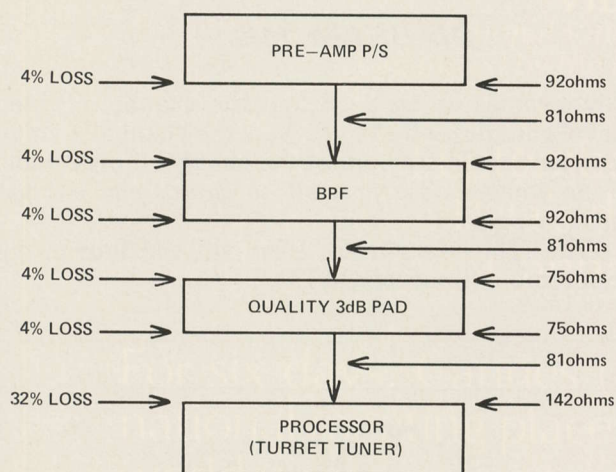 PRE-AMP P/S
4% LOSS
92ohms
81ohms
4% LOSS
92ohms
BPF
4% LOSS
92ohms
81ohms
4% LOSS
75ohms
QUALITY 3dB PAD
4% LOSS
75ohms
81ohms
32% LOSS
142ohms
PROCESSOR
(TURRET TUNER)